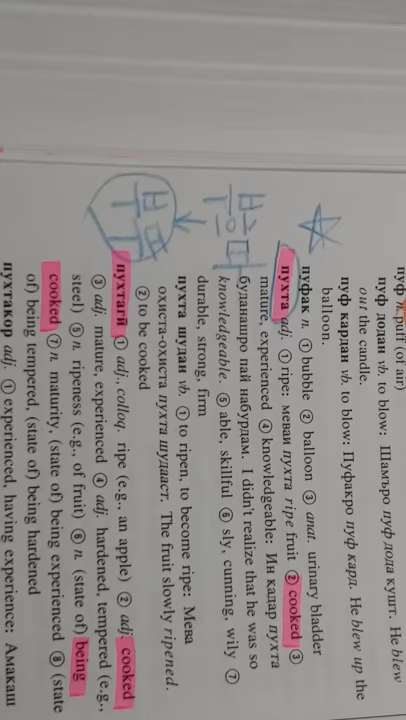 пуф n. puff (of air)
пуф додан vb. to blow: Шамъро пуф дода кушт. He blew
out the candle.
пуф кардан vb. to blow: Пуфакро пуф кард. He blew up the
balloon.
пуфак n. ① bubble ② balloon ③ anat. urinary bladder
пухта adj. ① ripe: меваи пухта ripe fruit ② cooked ③
mature, experienced ④ knowledgeable: Ин кадар пухта
буданашро пай набурдам. I didn't realize that he was so
knowledgeable. ⑤ able, skillful ⑥ sly, cunning, wily ⑦
durable, strong, firm
пухта шудан vb. ① to ripen, to become ripe: Мева
охиста-охиста пухта шудааст. The fruit slowly ripened.
② to be cooked
пухтагӣ ① adj., colloq. ripe (e.g., an apple) ② adj. cooked
③ adj. mature, experienced ④ adj. hardened, tempered (e.g.,
steel) ⑤ n. ripeness (e.g., of fruit) ⑥ n. (state of) being
cooked ⑦ n. maturity, (state of) being experienced ⑧ (state
of) being tempered, (state of) being hardened
пухтакор adj. ① experienced, having experience: Амакаш